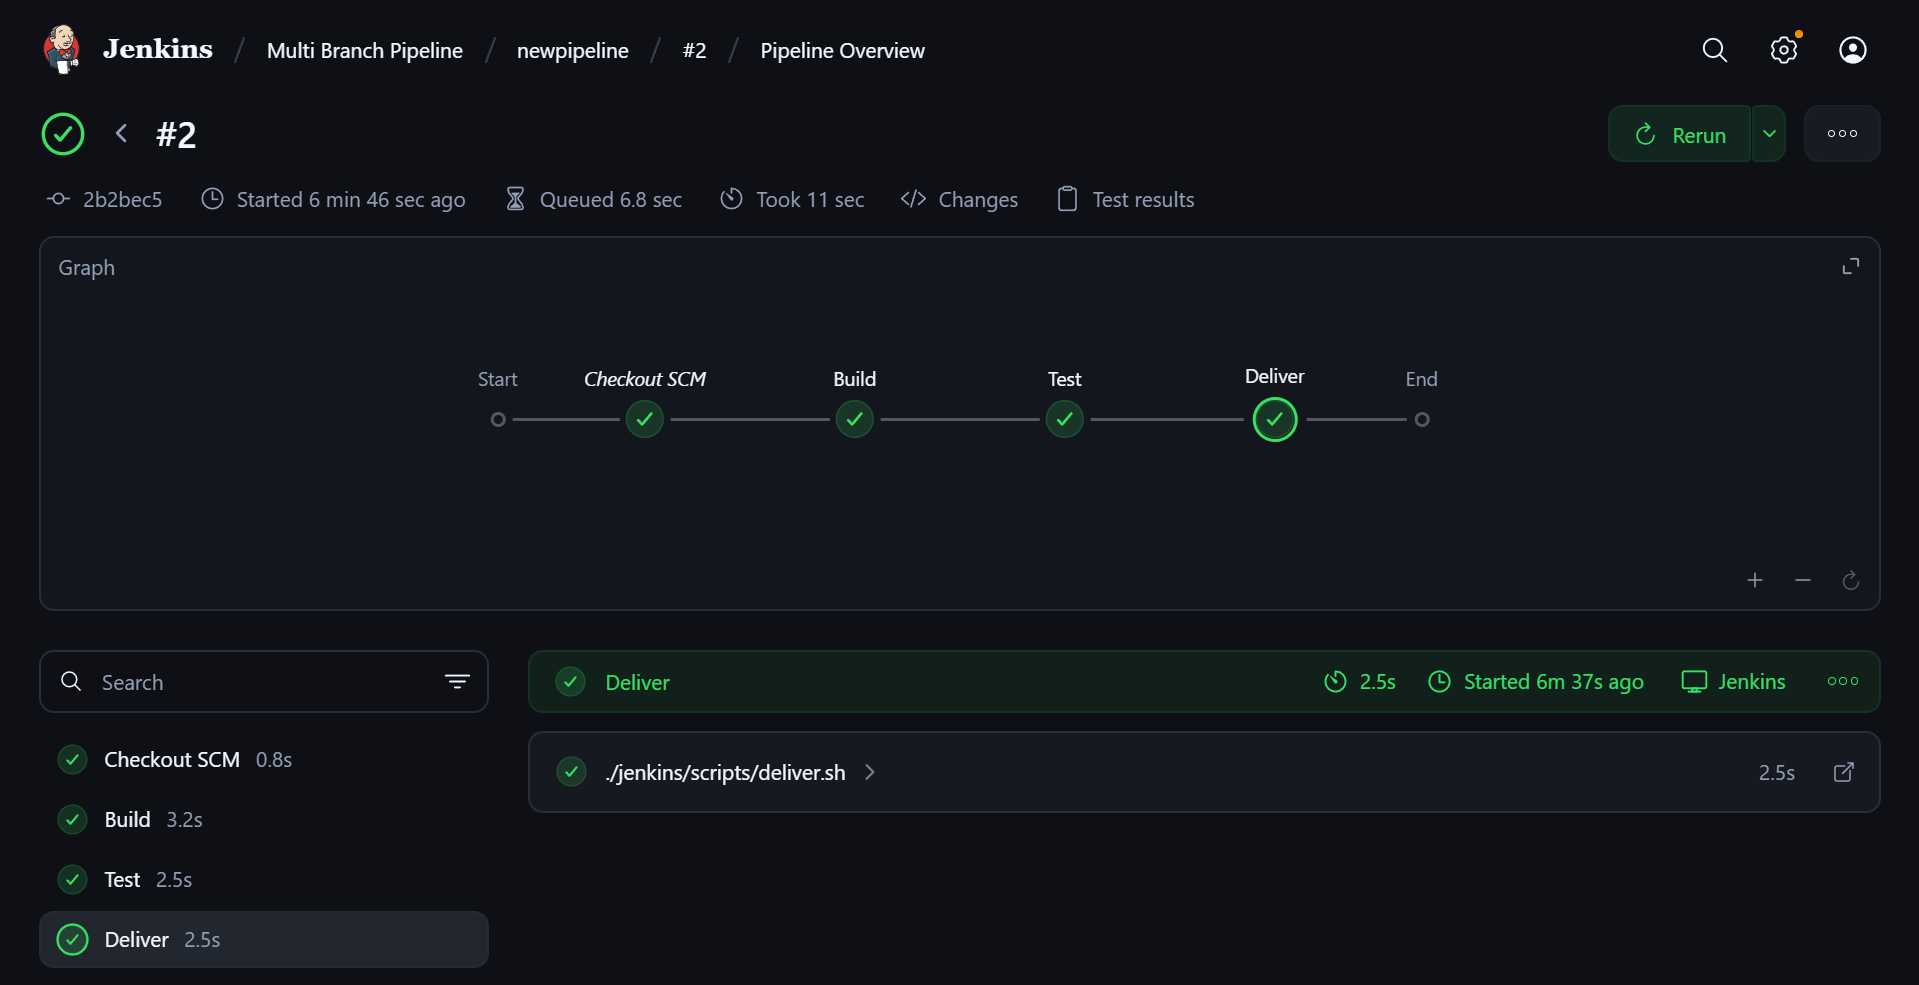 Jenkins / Multi Branch Pipeline / newpipeline / #2 / Pipeline Overview
#2 Rerun
2b2bec5 Started 6 min 46 sec ago Queued 6.8 sec Took 11 sec Changes Test results
Graph
Start Checkout SCM Build Test Deliver End
Search
Deliver 2.5s Started 6m 37s ago Jenkins
Checkout SCM 0.8s
./jenkins/scripts/deliver.sh 2.5s
Build 3.2s
Test 2.5s
Deliver 2.5s